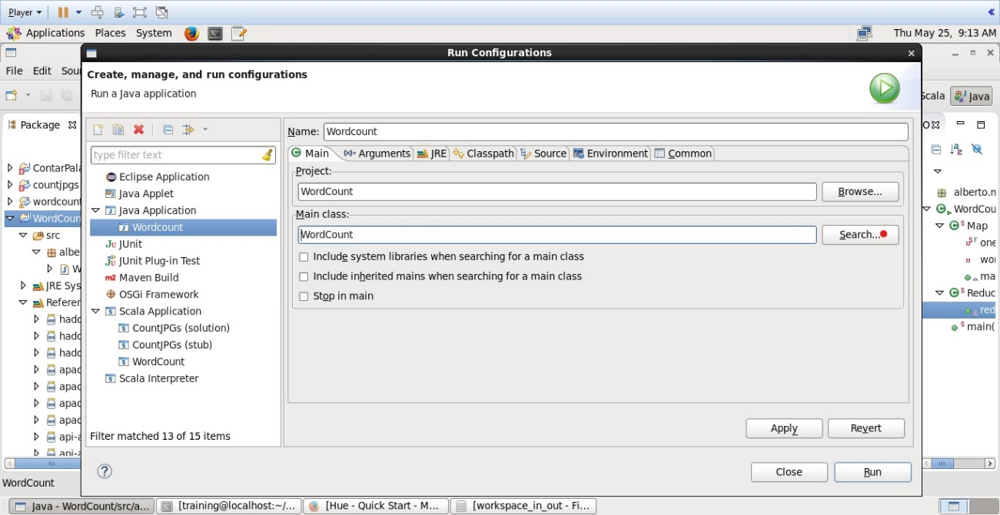 Player
Applications Places System Thu May 25, 9:13 AM
Run Configurations
File Edit Sou
Create, manage, and run configurations
Run a Java application
Scala Java
Package
Name: Wordcount
type filter text
Main (x)= Arguments JRE Classpath Source Environment Common
Project:
WordCount Browse...
Main class:
WordCount Search...
Include system libraries when searching for a main class
Include inherited mains when searching for a main class
Stop in main
Eclipse Application
Java Applet
Java Application
Wordcount
JUnit
JUnit Plug-in Test
Maven Build
OSGi Framework
Scala Application
CountJPGs (solution)
CountJPGs (stub)
WordCount
Scala Interpreter
Filter matched 13 of 15 items
Apply Revert
Close Run
ContarPala
countjpgs
wordcount
WordCoun
src
albe
W
JRE Sys
Referer
hado
hado
hado
apac
apac
apac
apac
api-a
api-a
alberto.n
WordCou
Map
one
wor
ma
Reduc
red
main(
WordCount
Java - WordCount/src/a... [training@localhost:~/... [Hue - Quick Start - M... [workspace_in_out - Fi...